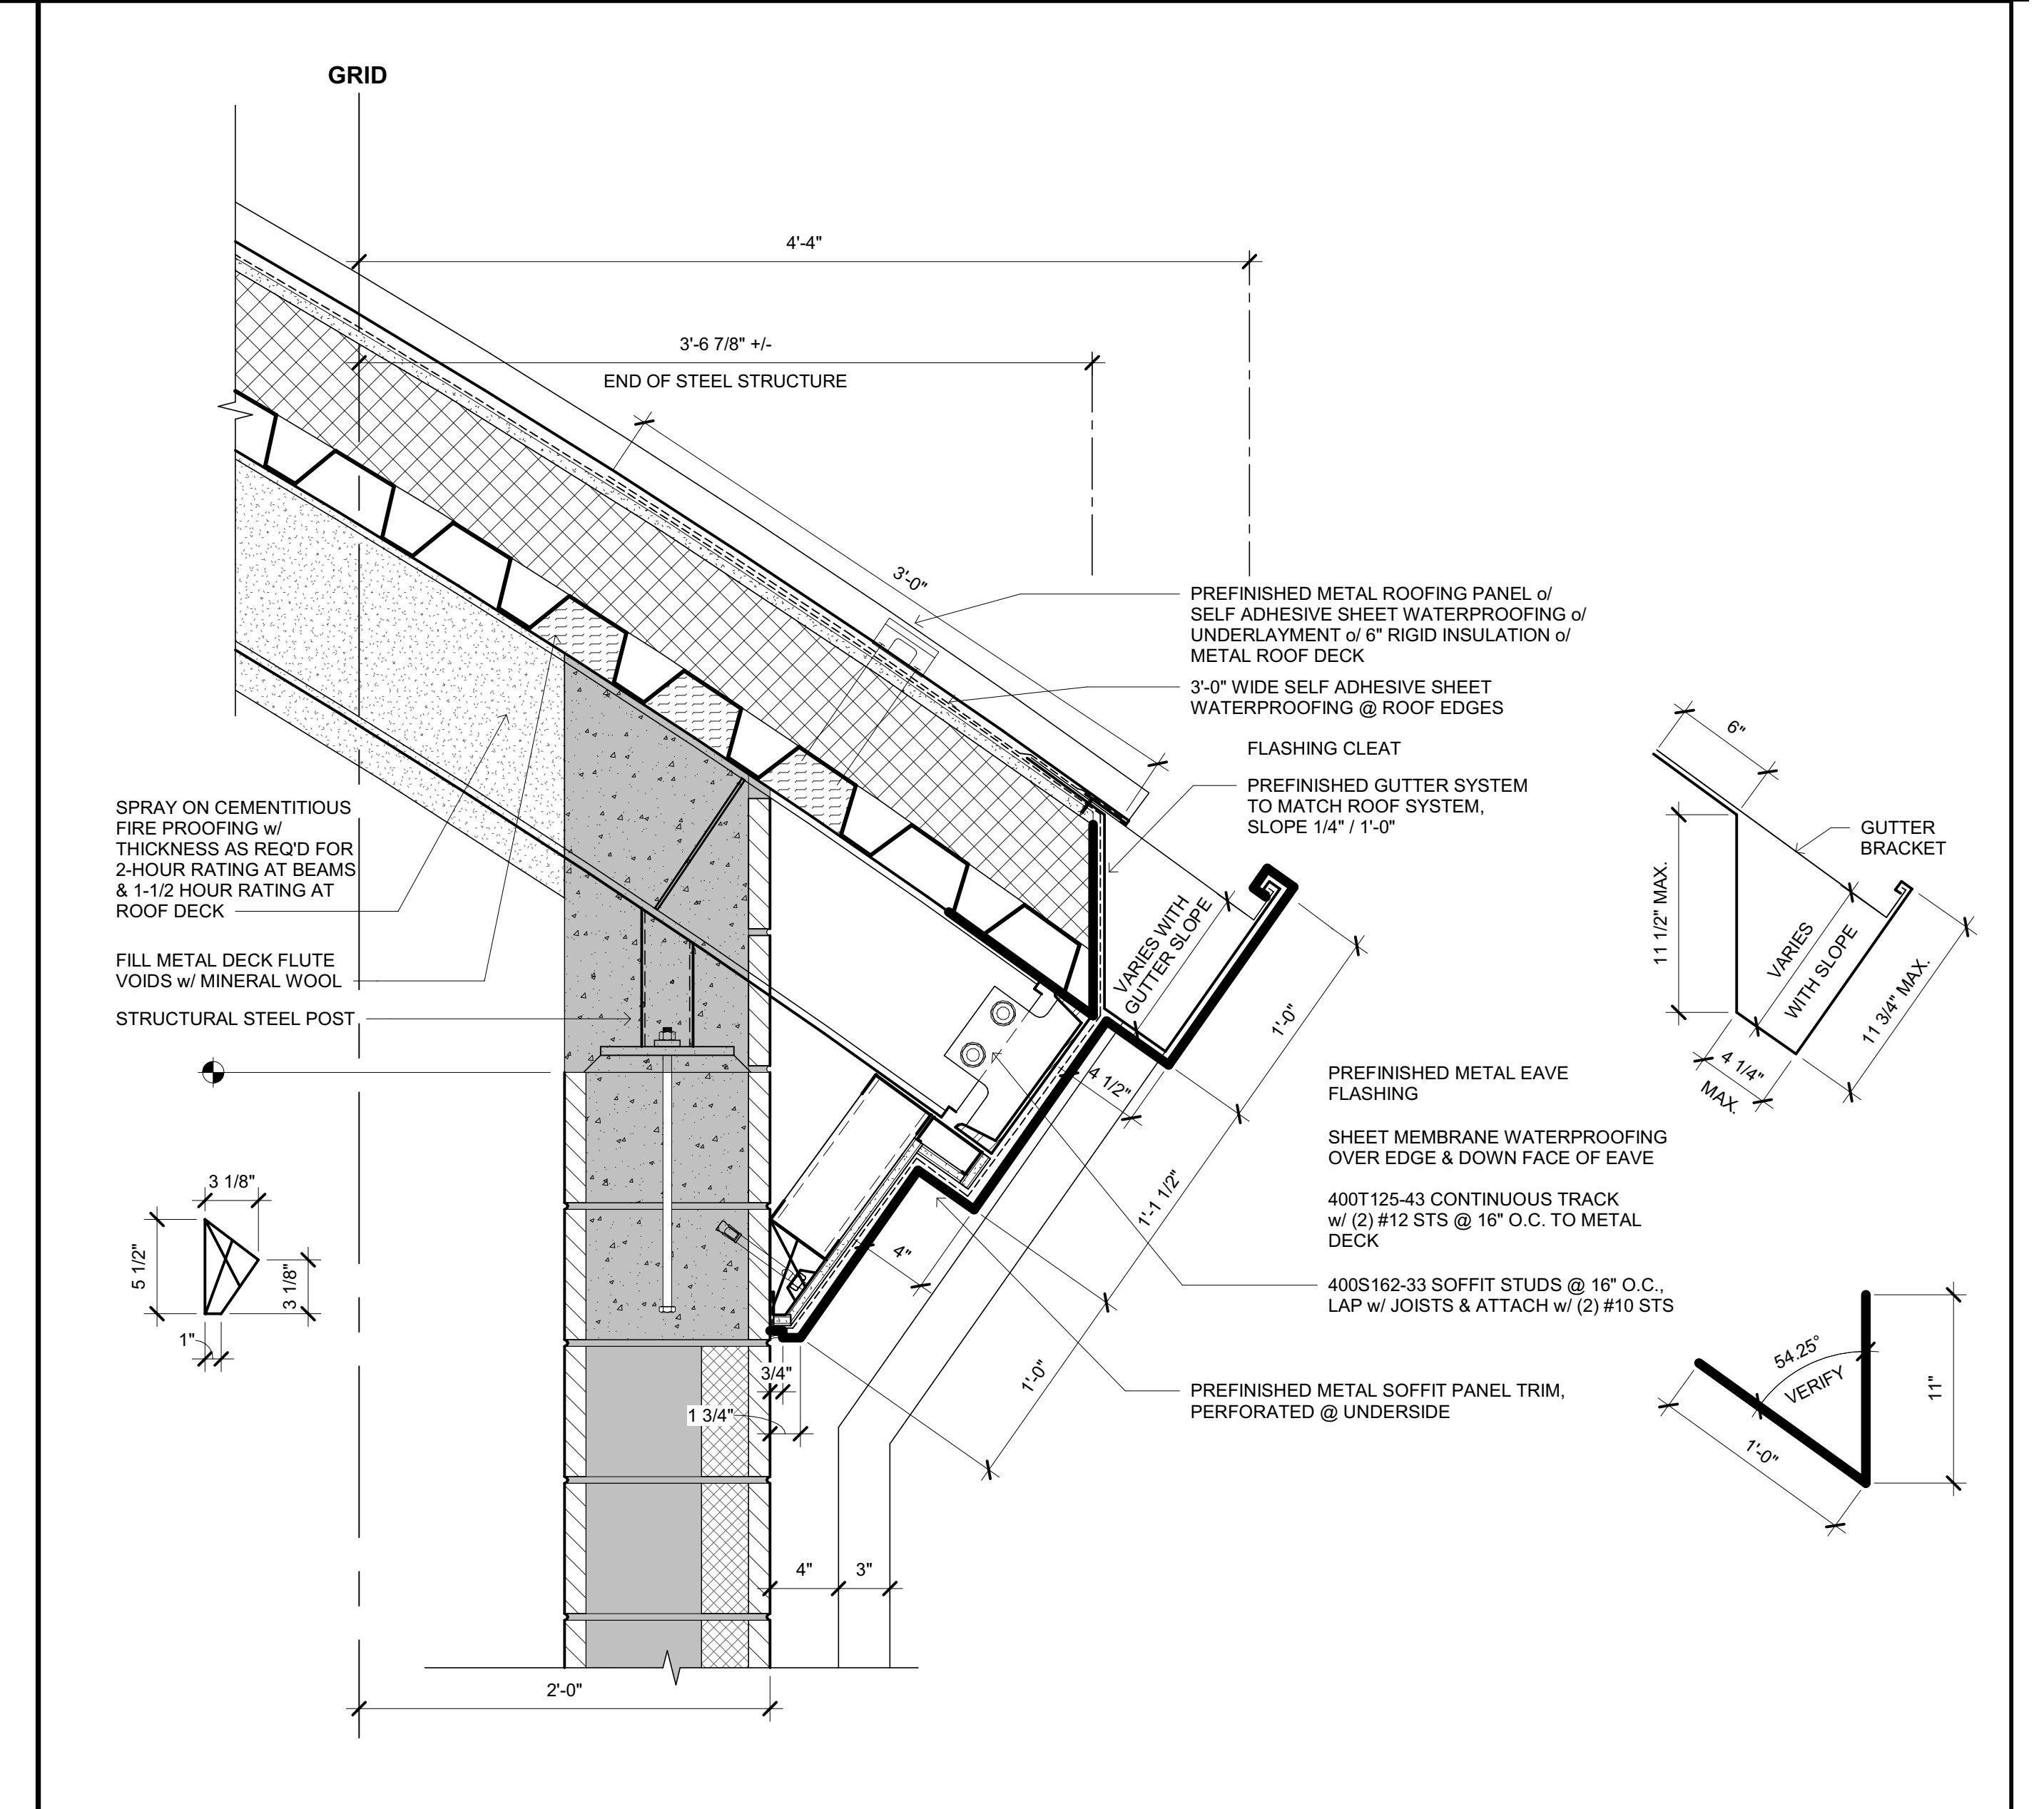 GRID
4'-4"
3'-6 7/8" +/-
END OF STEEL STRUCTURE
3'-0"
PREFINISHED METAL ROOFING PANEL o/
SELF ADHESIVE SHEET WATERPROOFING o/
UNDERLAYMENT o/ 6" RIGID INSULATION o/
METAL ROOF DECK
3'-0" WIDE SELF ADHESIVE SHEET
WATERPROOFING @ ROOF EDGES
FLASHING CLEAT
PREFINISHED GUTTER SYSTEM
TO MATCH ROOF SYSTEM,
SLOPE 1/4" / 1'-0"
6"
GUTTER
BRACKET
11 1/2" MAX.
VARIES
WITH SLOPE
11 3/4" MAX.
4 1/4"
MAX.
SPRAY ON CEMENTITIOUS
FIRE PROOFING w/
THICKNESS AS REQ'D FOR
2-HOUR RATING AT BEAMS
& 1-1/2 HOUR RATING AT
ROOF DECK
FILL METAL DECK FLUTE
VOIDS w/ MINERAL WOOL
STRUCTURAL STEEL POST
VARIES WITH
GUTTER SLOPE
1'-0"
4 1/2"
1'-1 1/2"
4"
1'-0"
PREFINISHED METAL EAVE
FLASHING
SHEET MEMBRANE WATERPROOFING
OVER EDGE & DOWN FACE OF EAVE
400T125-43 CONTINUOUS TRACK
w/ (2) #12 STS @ 16" O.C. TO METAL
DECK
400S162-33 SOFFIT STUDS @ 16" O.C.,
LAP w/ JOISTS & ATTACH w/ (2) #10 STS
PREFINISHED METAL SOFFIT PANEL TRIM,
PERFORATED @ UNDERSIDE
3 1/8"
5 1/2"
3 1/8"
1"
3/4"
1 3/4"
54.25°
VERIFY
11"
1'-0"
4"
3"
2'-0"